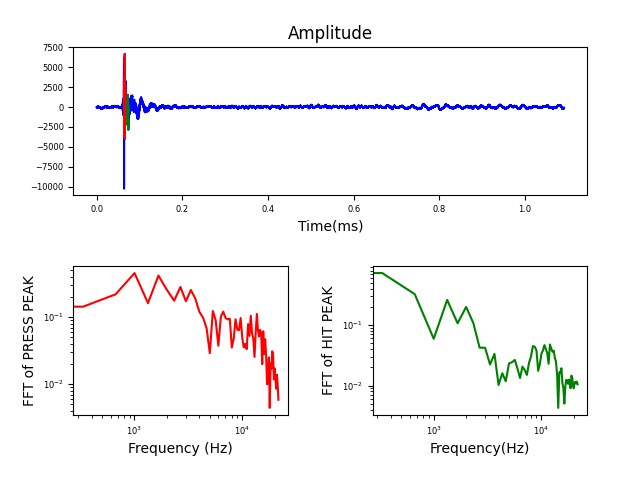 Amplitude
7500
5000
2500
0
−2500
−5000
−7500
−10000
0.0 0.2 0.4 0.6 0.8 1.0
Time(ms)
FFT of PRESS PEAK
10⁻¹
10⁻²
10³ 10⁴
Frequency (Hz)
FFT of HIT PEAK
10⁻¹
10⁻²
10³ 10⁴
Frequency(Hz)